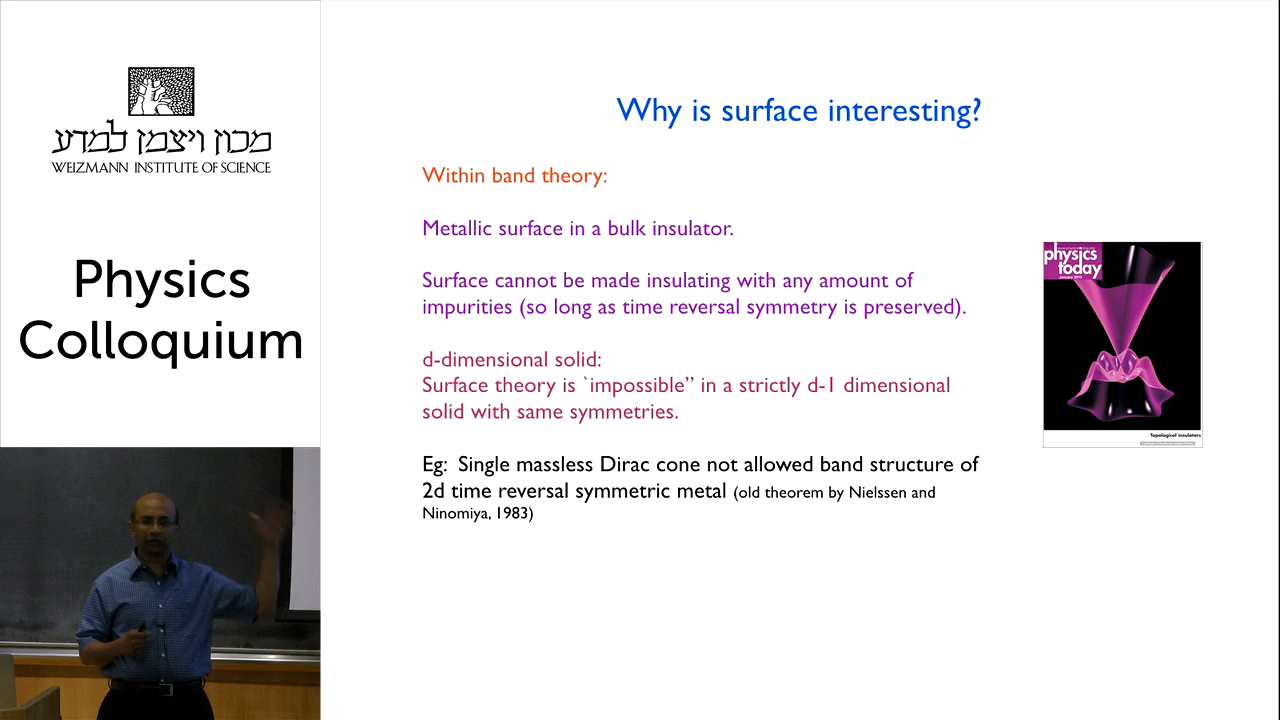 מכון ויצמן למדע
WEIZMANN INSTITUTE OF SCIENCE
Physics
Colloquium
Why is surface interesting?
Within band theory:
Metallic surface in a bulk insulator.
Surface cannot be made insulating with any amount of
impurities (so long as time reversal symmetry is preserved).
d-dimensional solid:
Surface theory is `impossible” in a strictly d-1 dimensional
solid with same symmetries.
Eg:  Single massless Dirac cone not allowed band structure of
2d time reversal symmetric metal (old theorem by Nielssen and
Ninomiya, 1983)
physics
today
Topological insulators